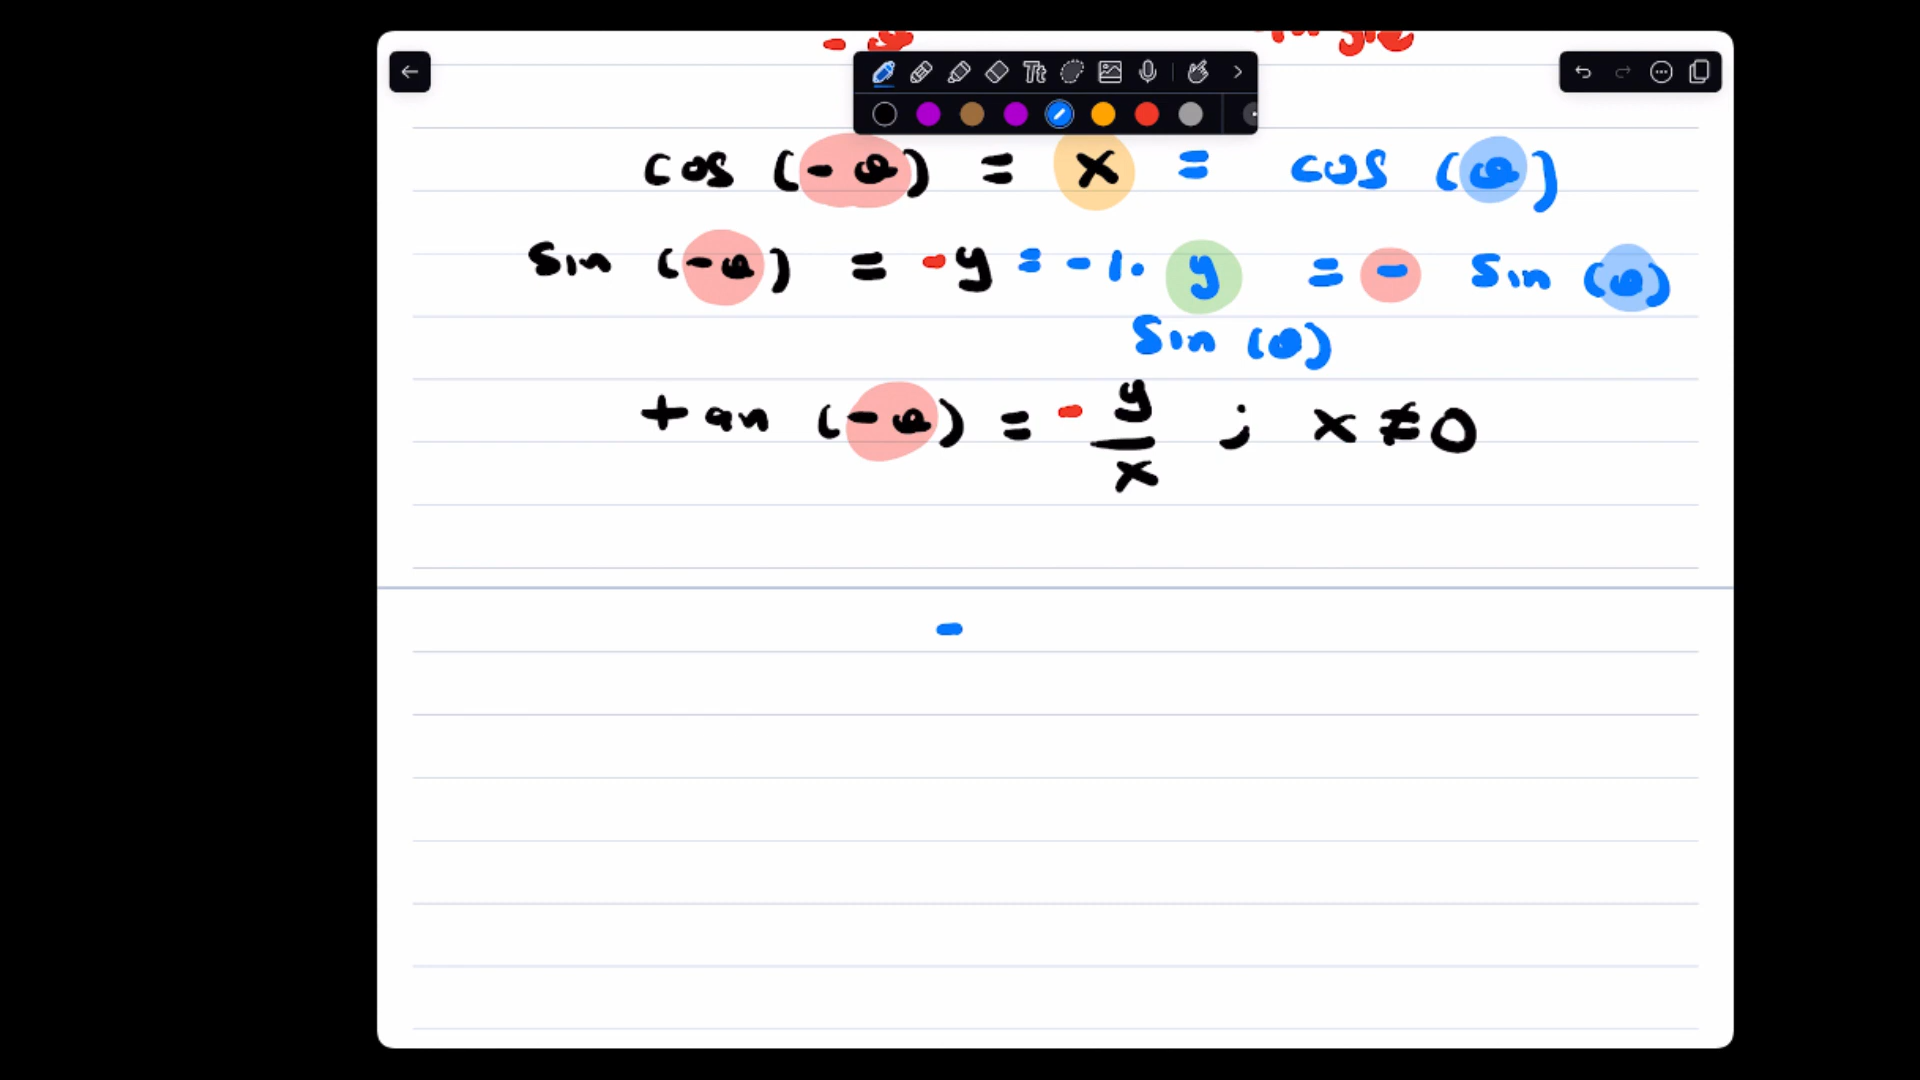 cos (-θ) = x = cos (θ)
sin (-θ) = -y = -1. y = - sin (θ)
sin (θ)
tan (-θ) = - y/x ; x ≠ 0
-